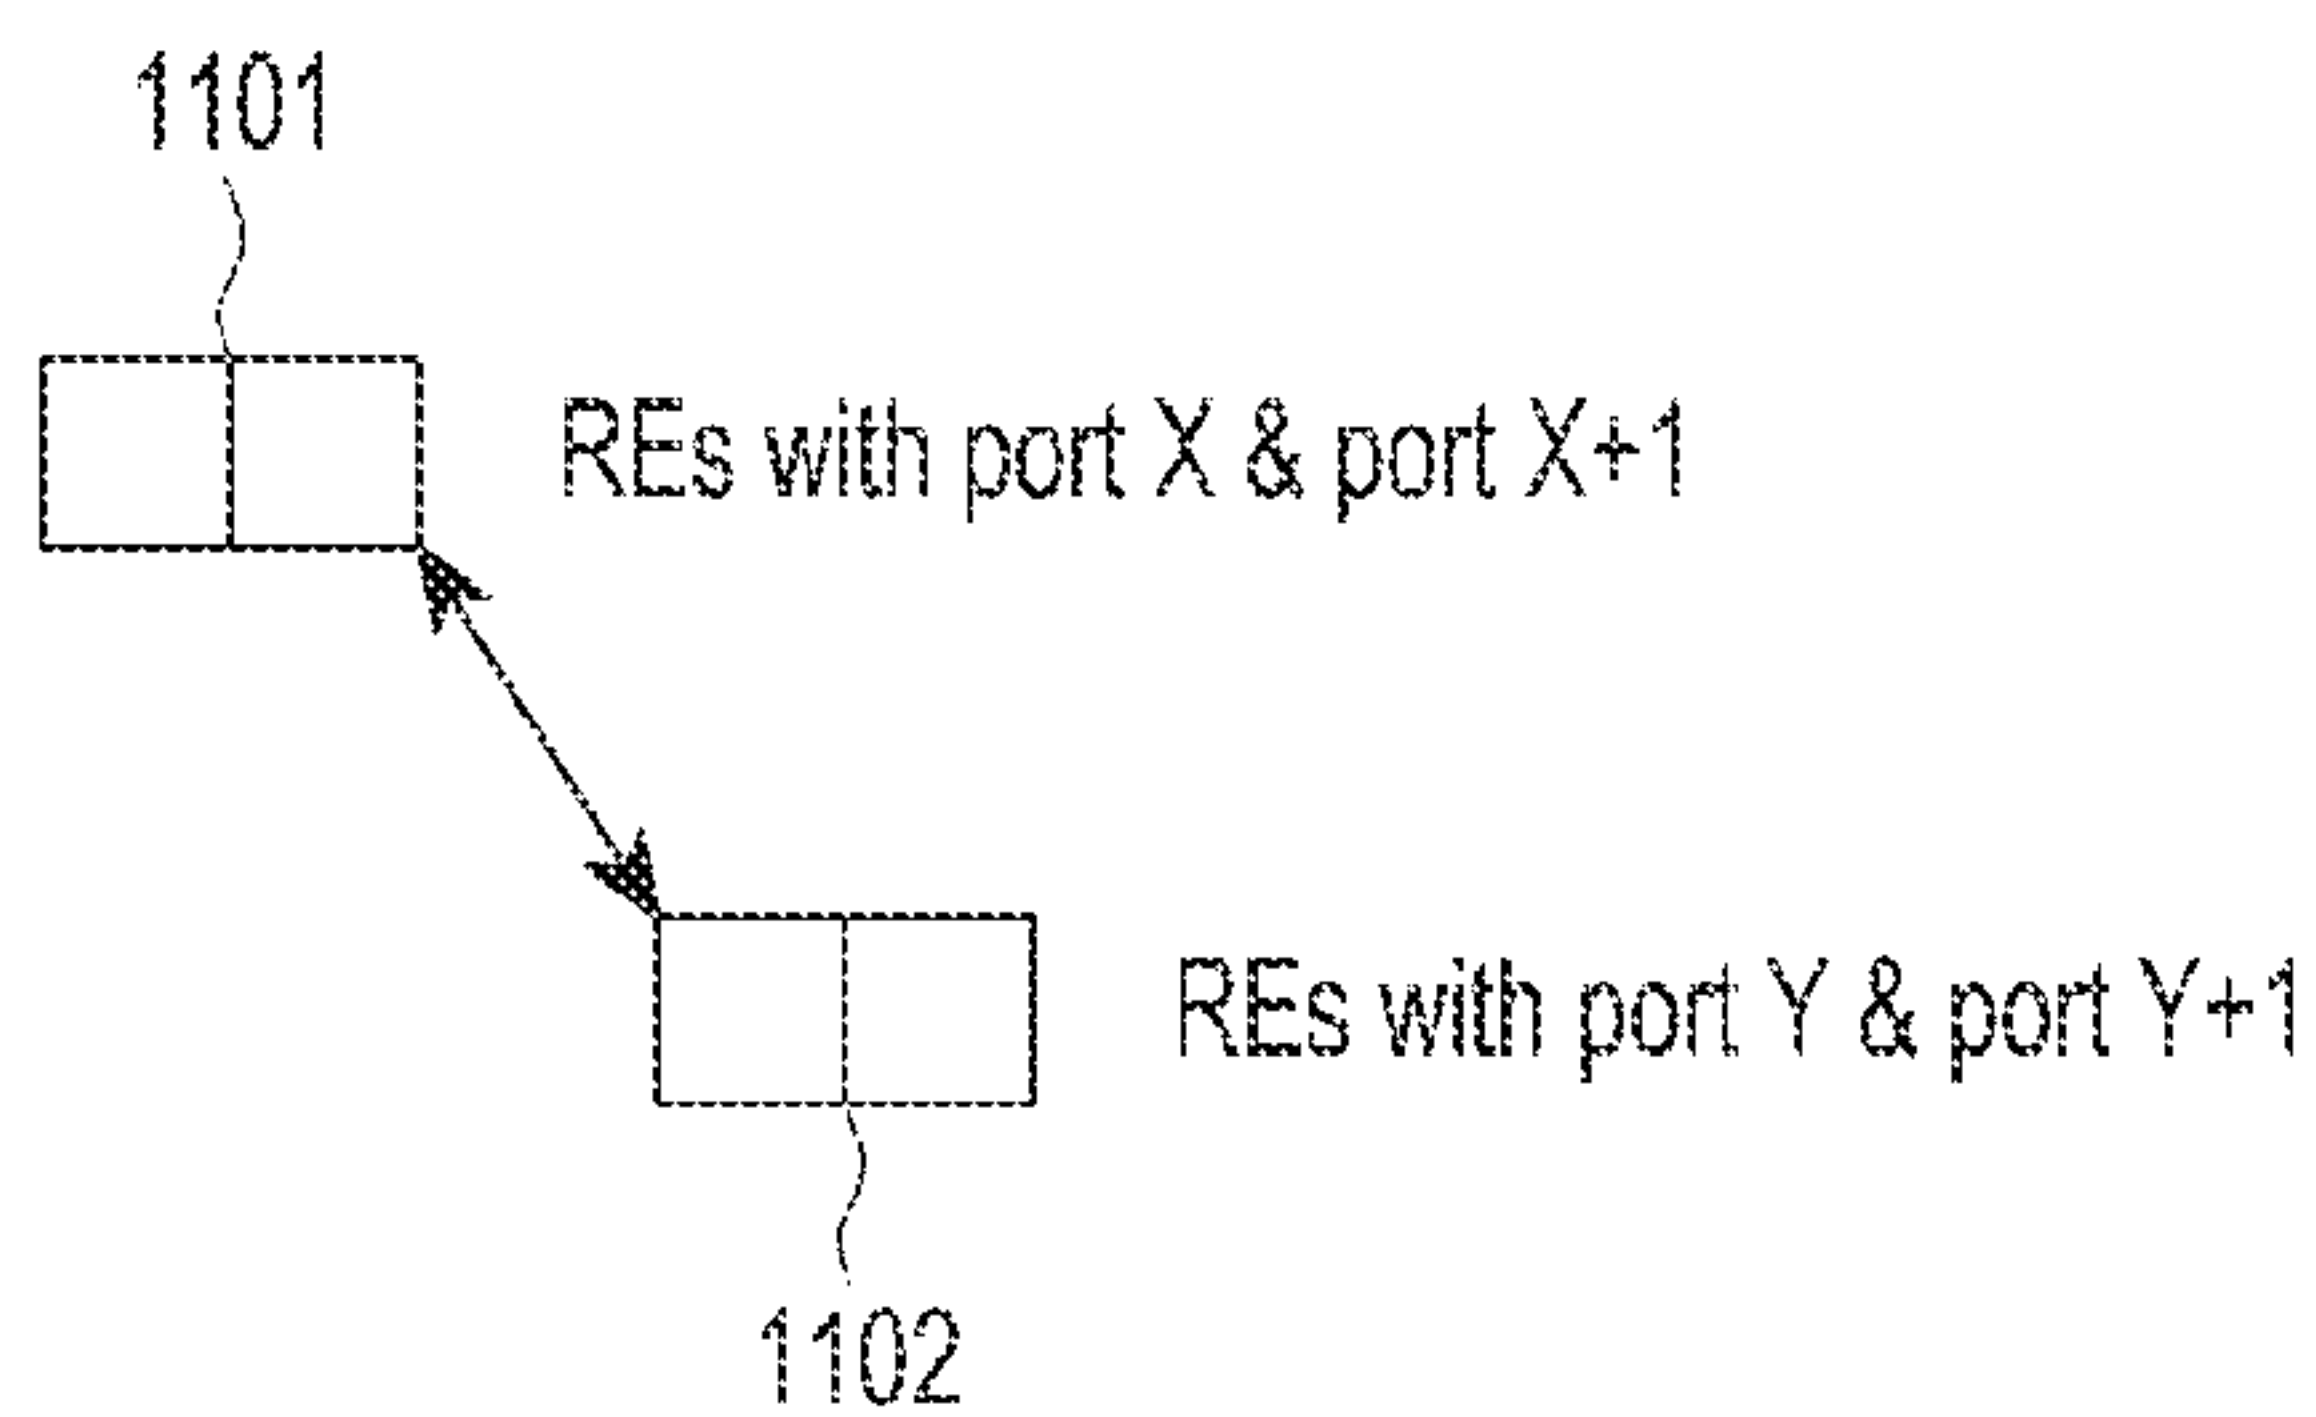 1101
REs with port X & port X+1
REs with port Y & port Y+1
1102